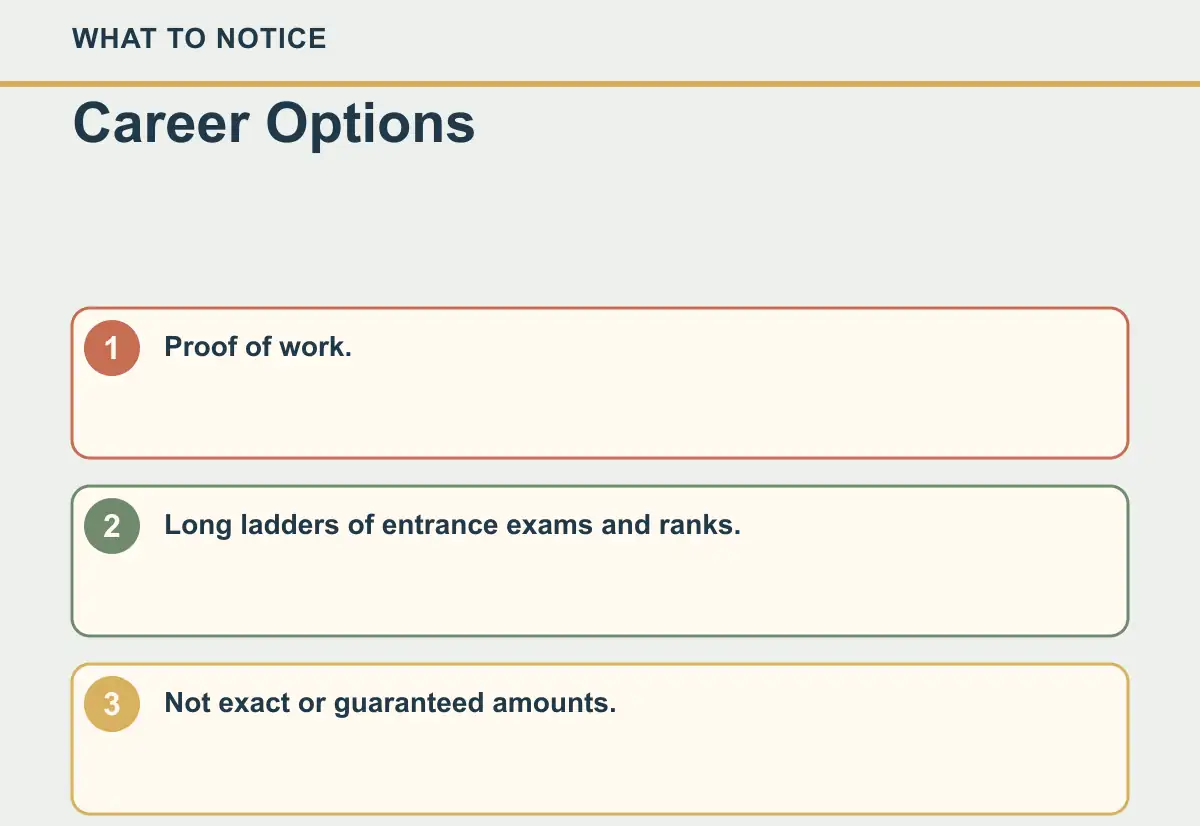 WHAT TO NOTICE
Career Options
1 Proof of work.
2 Long ladders of entrance exams and ranks.
3 Not exact or guaranteed amounts.